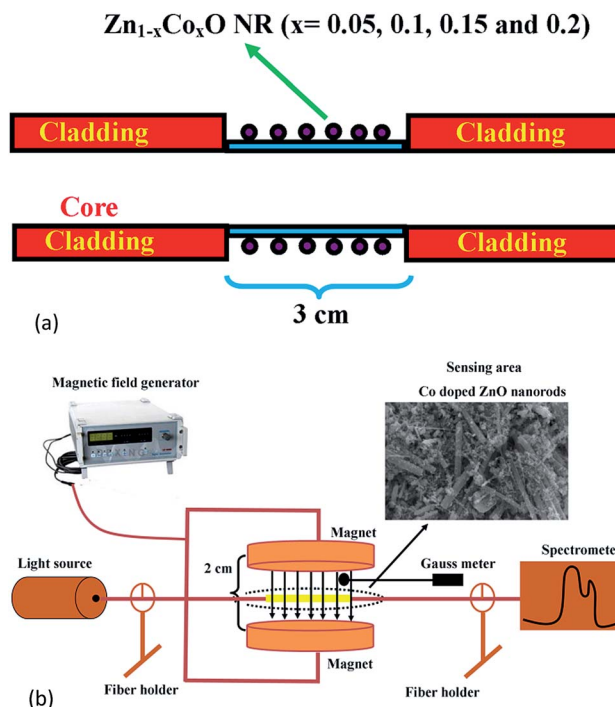 Zn1-xCoxO NR (x= 0.05, 0.1, 0.15 and 0.2)
Cladding Cladding
Core
Cladding Cladding
3 cm
(a)
Sensing area
Magnetic field generator
Co doped ZnO nanorods
Magnet
Light source
2 cm
Gauss meter
Spectromete
Magnet
Fiber holder
Fiber holder
(b)